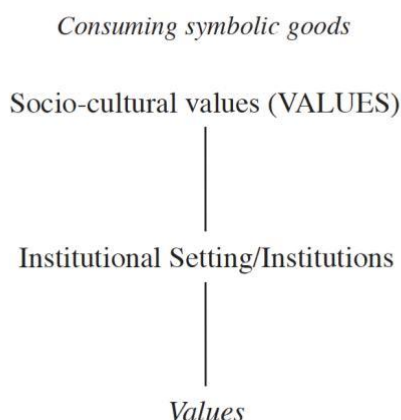 Consuming symbolic goods
Socio-cultural values (VALUES)
Institutional Setting/Institutions
Values